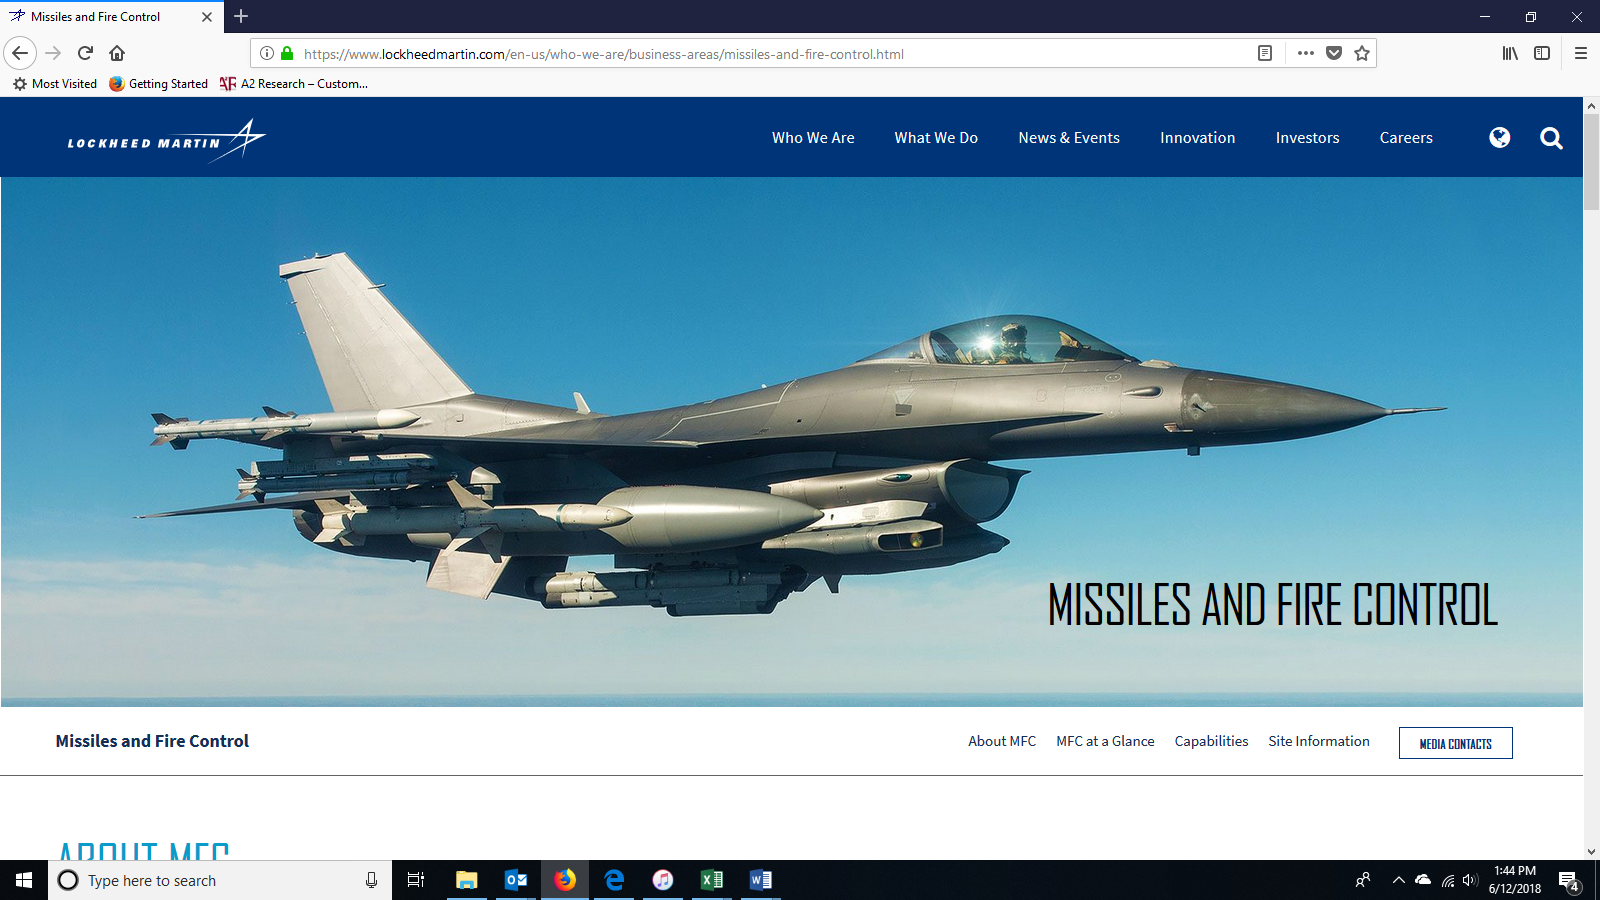 Missiles and Fire Control
https://www.lockheedmartin.com/en-us/who-we-are/business-areas/missiles-and-fire-control.html
Most Visited Getting Started A2 Research – Custom...
LOCKHEED MARTIN Who We Are What We Do News & Events Innovation Investors Careers
MISSILES AND FIRE CONTROL
Missiles and Fire Control About MFC MFC at a Glance Capabilities Site Information MEDIA CONTACTS
ABOUT MFC
Type here to search
1:44 PM
6/12/2018
4